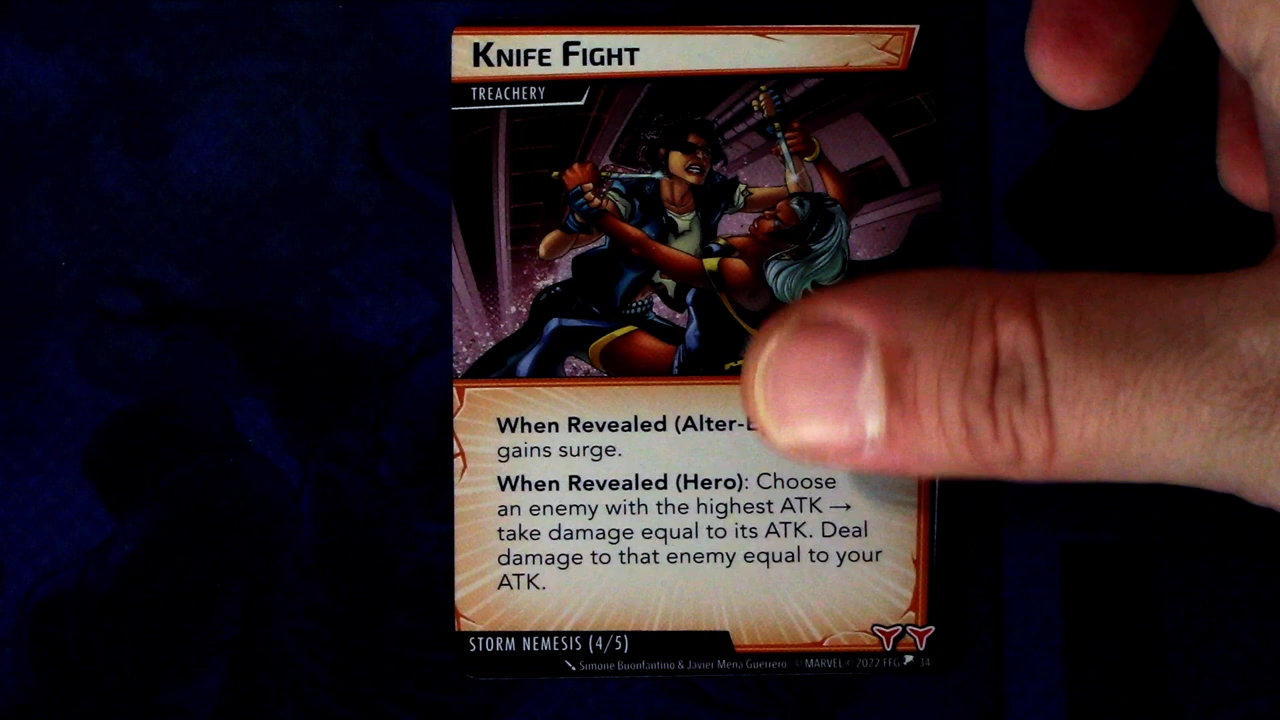 KNIFE FIGHT
TREACHERY
When Revealed (Alter-E
gains surge.
When Revealed (Hero): Choose
an enemy with the highest ATK →
take damage equal to its ATK. Deal
damage to that enemy equal to your
ATK.
STORM NEMESIS (4/5)
Simone Buonfantino & Javier Mena Guerrero © MARVEL © 2022 FFG 34